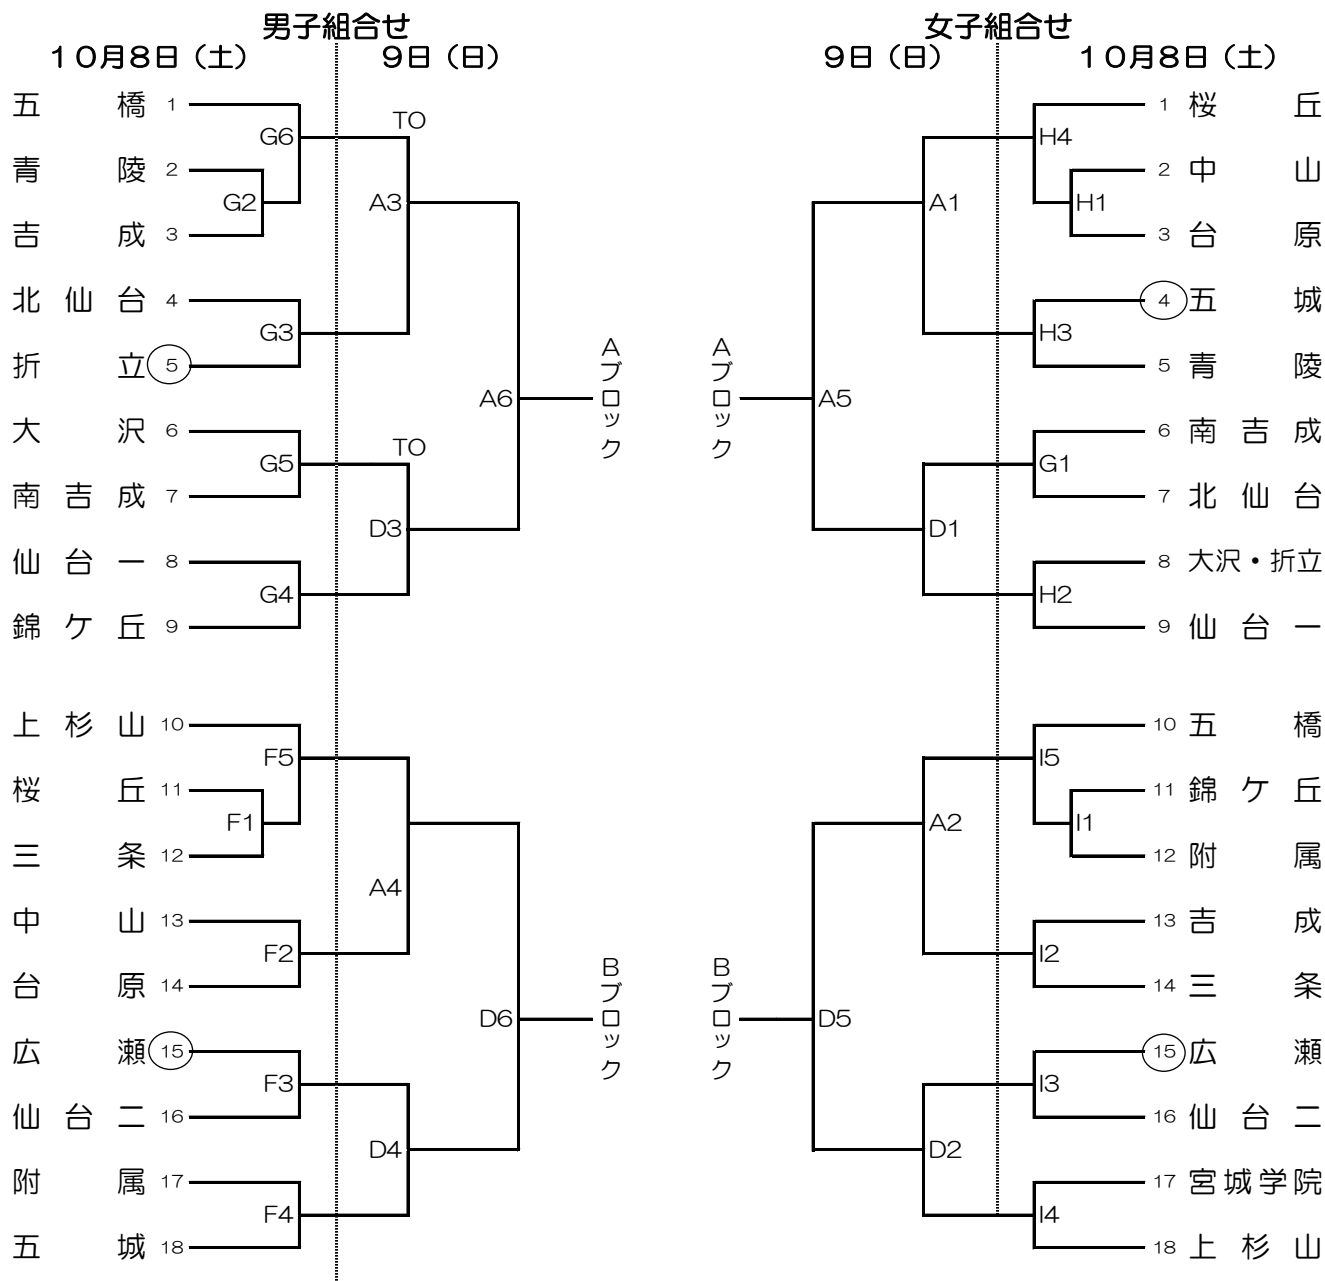 男子組合せ
10月8日（土）
9日（日）
五橋 1
青陵 2
吉成 3
北仙台 4
折立 5
大沢 6
南吉成 7
仙台一 8
錦ケ丘 9
上杉山 10
桜丘 11
三条 12
中山 13
台原 14
広瀬 15
仙台二 16
附属 17
五城 18
G6
G2
G3
G5
G4
F5
F1
F2
F3
F4
TO
A3
TO
D3
A4
D4
A6
D6
Aブロック
Bブロック
女子組合せ
9日（日）
10月8日（土）
Aブロック
Bブロック
A5
D5
A1
D1
A2
D2
H4
H1
H3
G1
H2
I5
I1
I2
I3
I4
1 桜丘
2 中山
3 台原
4 五城
5 青陵
6 南吉成
7 北仙台
8 大沢・折立
9 仙台一
10 五橋
11 錦ケ丘
12 附属
13 吉成
14 三条
15 広瀬
16 仙台二
17 宮城学院
18 上杉山